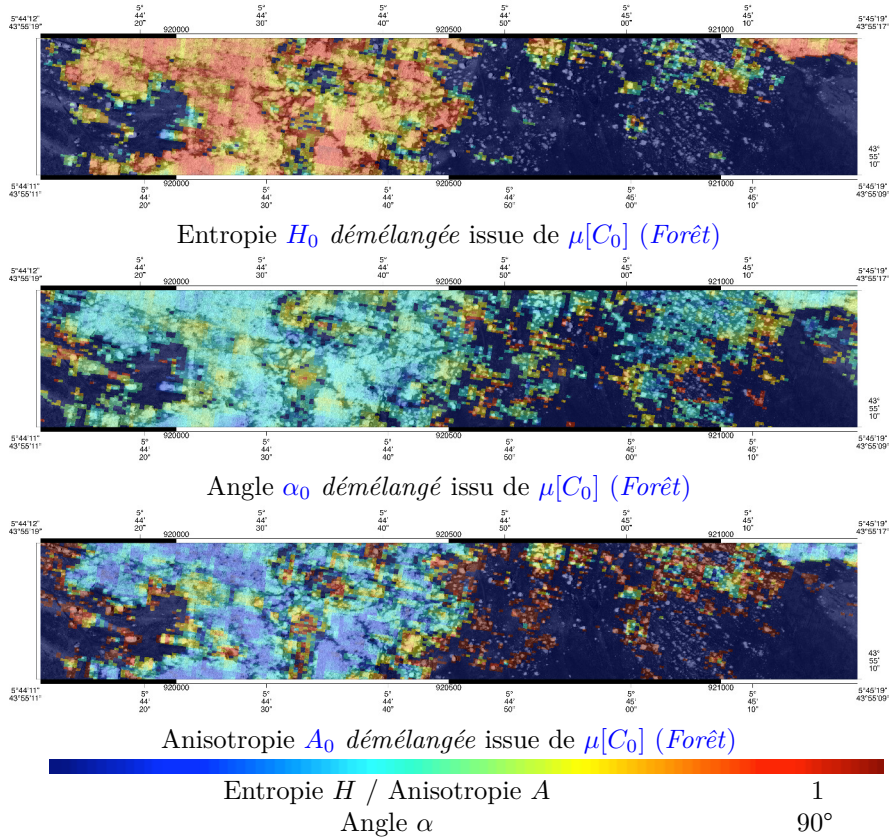 5°44'12" 5° 44' 20" 5° 44' 30" 5° 44' 40" 5° 44' 50" 5° 45' 00" 5° 45' 10" 5°45'19"
43°55'19" 920000 920500 921000 43°55'17"
43° 55' 10"
5°44'11" 920000 920500 921000 5°45'19"
43°55'11" 5° 44' 20" 5° 44' 30" 5° 44' 40" 5° 44' 50" 5° 45' 00" 5° 45' 10" 43°55'09"
Entropie H₀ démélangée issue de μ[C₀] (Forêt)
5°44'12" 5° 44' 20" 5° 44' 30" 5° 44' 40" 5° 44' 50" 5° 45' 00" 5° 45' 10" 5°45'19"
43°55'19" 920000 920500 921000 43°55'17"
43° 55' 10"
5°44'11" 920000 920500 921000 5°45'19"
43°55'11" 5° 44' 20" 5° 44' 30" 5° 44' 40" 5° 44' 50" 5° 45' 00" 5° 45' 10" 43°55'09"
Angle α₀ démélangé issu de μ[C₀] (Forêt)
5°44'12" 5° 44' 20" 5° 44' 30" 5° 44' 40" 5° 44' 50" 5° 45' 00" 5° 45' 10" 5°45'19"
43°55'19" 920000 920500 921000 43°55'17"
43° 55' 10"
5°44'11" 920000 920500 921000 5°45'19"
43°55'11" 5° 44' 20" 5° 44' 30" 5° 44' 40" 5° 44' 50" 5° 45' 00" 5° 45' 10" 43°55'09"
Anisotropie A₀ démélangée issue de μ[C₀] (Forêt)
Entropie H / Anisotropie A 1
Angle α 90°